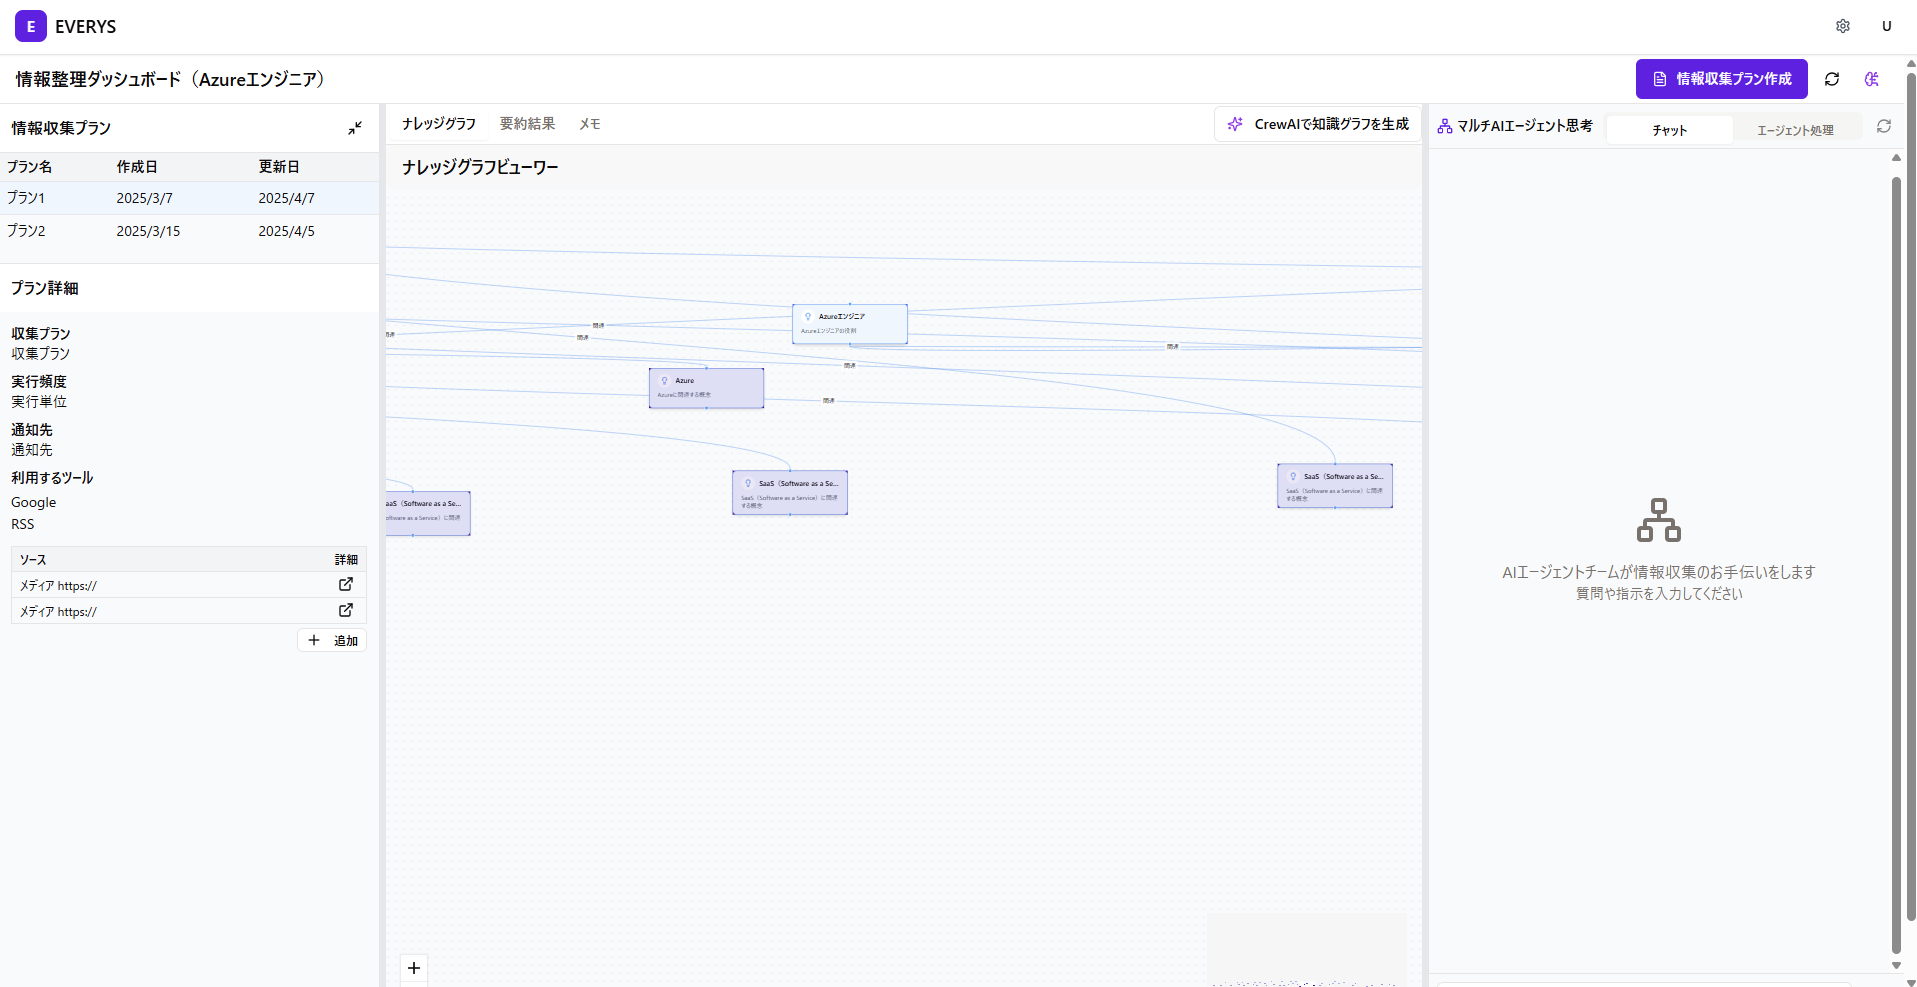 E EVERYS
U
情報整理ダッシュボード（Azureエンジニア）
情報収集プラン作成
情報収集プラン
プラン名 作成日 更新日
プラン1 2025/3/7 2025/4/7
プラン2 2025/3/15 2025/4/5
プラン詳細
収集プラン
収集プラン
実行頻度
実行単位
通知先
通知先
利用するツール
Google
RSS
ソース 詳細
メディア https://
メディア https://
追加
ナレッジグラフ 要約結果 メモ
CrewAIで知識グラフを生成
ナレッジグラフビューワー
Azureエンジニア
Azureエンジニアの役割
関連
関連
関連
関連
関連
Azure
Azureに関連する概念
aaS（Software as a Se...
oftware as a Service）に関連
SaaS（Software as a Se...
SaaS（Software as a Service）に関連
する概念
SaaS（Software as a Se...
SaaS（Software as a Service）に関連
する概念
マルチAIエージェント思考
チャット
エージェント処理
AIエージェントチームが情報収集のお手伝いをします
質問や指示を入力してください